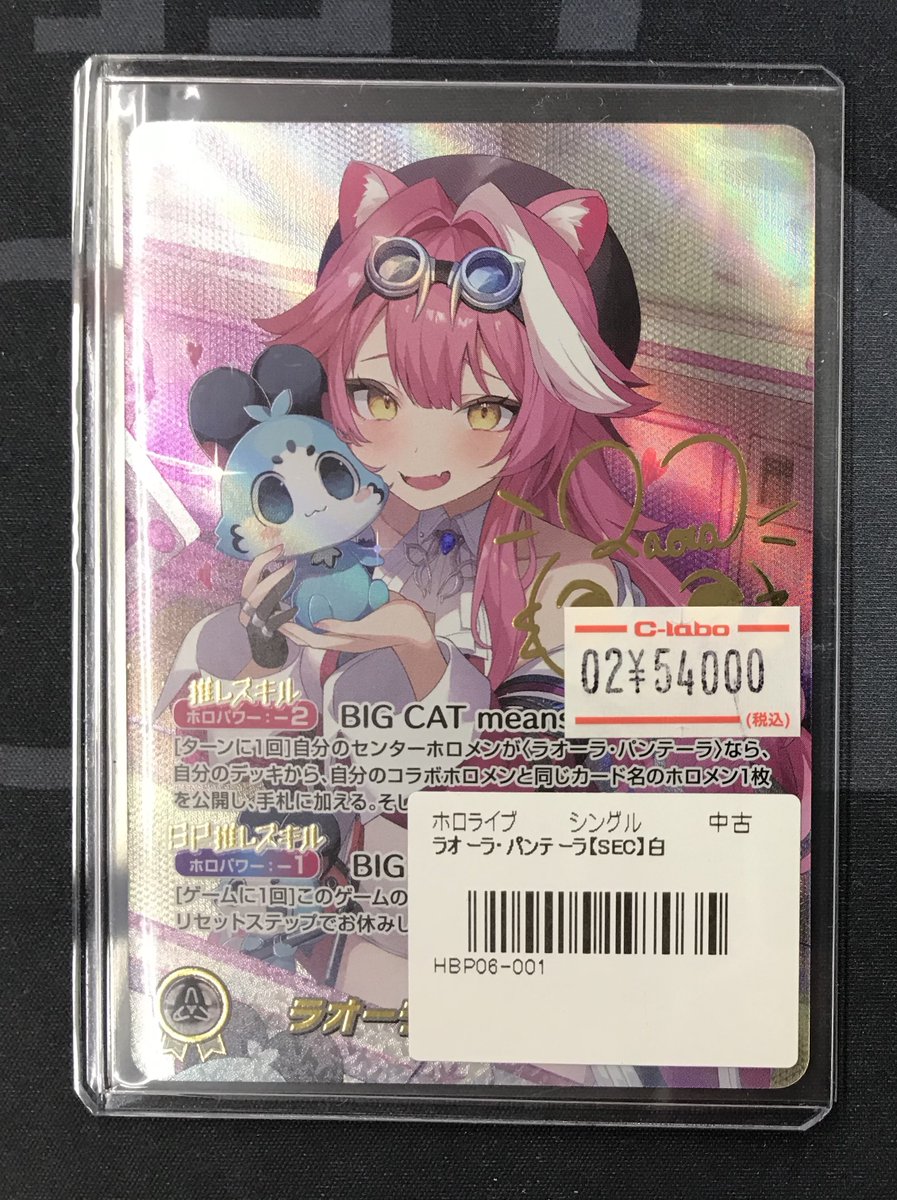 Raora
C-labo
02¥54000
(税込)
推しスキル
ホロパワー:-2
BIG CAT means
[ターンに1回]自分のセンターホロメンが〈ラオーラ・パンテーラ〉なら、
自分のデッキから、自分のコラボホロメンと同じカード名のホロメン1枚
を公開し、手札に加える。そし
SP推しスキル
ホロパワー:-1
BIG
[ゲームに1回]このゲームの
リセットステップでお休みし
ラオー
ホロライブ シングル 中古
ラオーラ・パンテーラ【SEC】白
HBP06-001